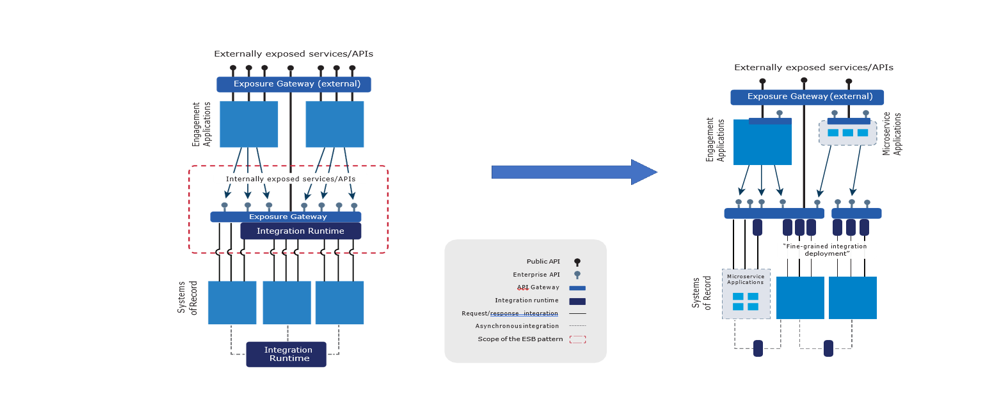 Externally exposed services/APIs
Exposure Gateway (external)
Engagement
Applications
Internally exposed services/APIs
Exposure Gateway
Integration Runtime
Systems
of Record
Integration
Runtime
Public API
Enterprise API
API Gateway
Integration runtime
Request/response integration
Asynchronous integration
Scope of the ESB pattern
Externally exposed services/APIs
Exposure Gateway (external)
Engagement
Applications
Microservice
Applications
"Fine-grained integration
deployment"
Systems
of Record
Microservice
Applications